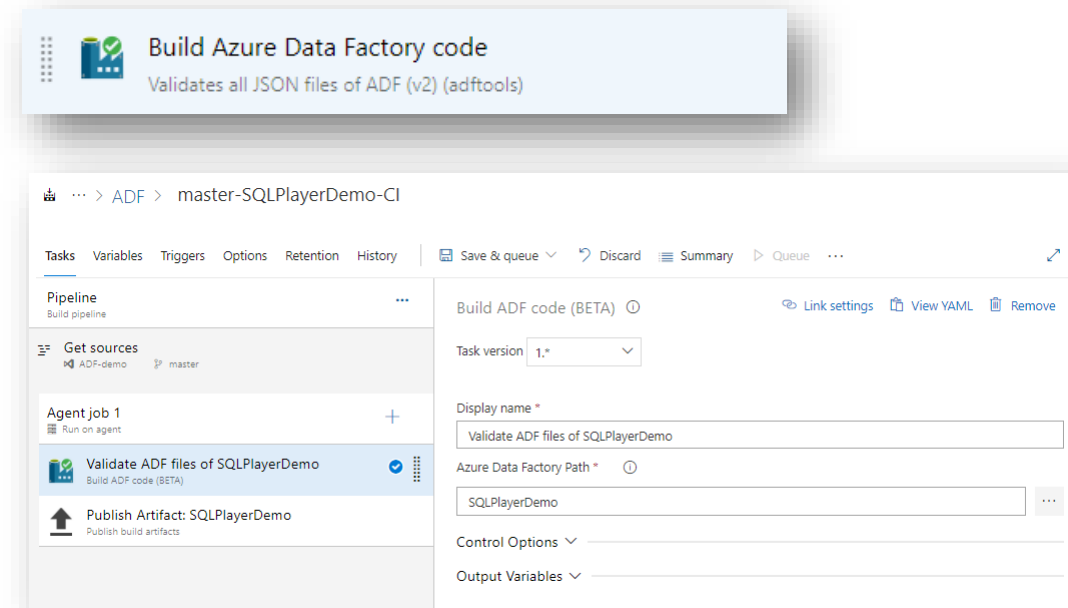 Build Azure Data Factory code
Validates all JSON files of ADF (v2) (adftools)
··· > ADF > master-SQLPlayerDemo-CI
Tasks Variables Triggers Options Retention History Save & queue Discard Summary Queue ···
Pipeline ···
Build pipeline
Build ADF code (BETA) Link settings View YAML Remove
Get sources
ADF-demo master
Task version 1.*
Agent job 1
Run on agent
Display name *
Validate ADF files of SQLPlayerDemo
Validate ADF files of SQLPlayerDemo
Build ADF code (BETA)
Azure Data Factory Path *
SQLPlayerDemo ···
Publish Artifact: SQLPlayerDemo
Publish build artifacts
Control Options
Output Variables